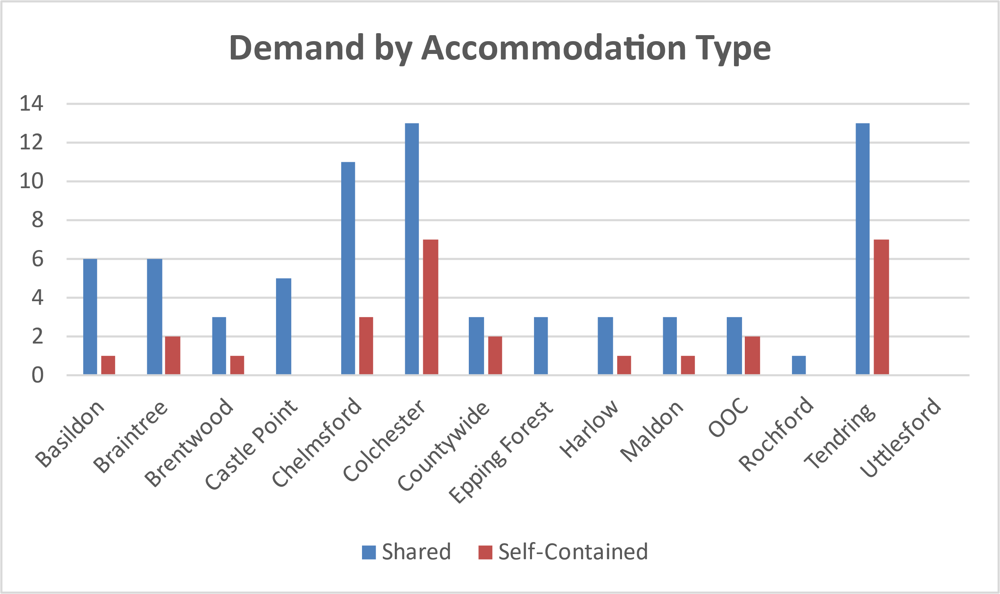 Demand by Accommodation Type
14
12
10
8
6
4
2
0
Basildon
Braintree
Brentwood
Castle Point
Chelmsford
Colchester
Countywide
Epping Forest
Harlow
Maldon
OOC
Rochford
Tendring
Uttlesford
Shared
Self-Contained